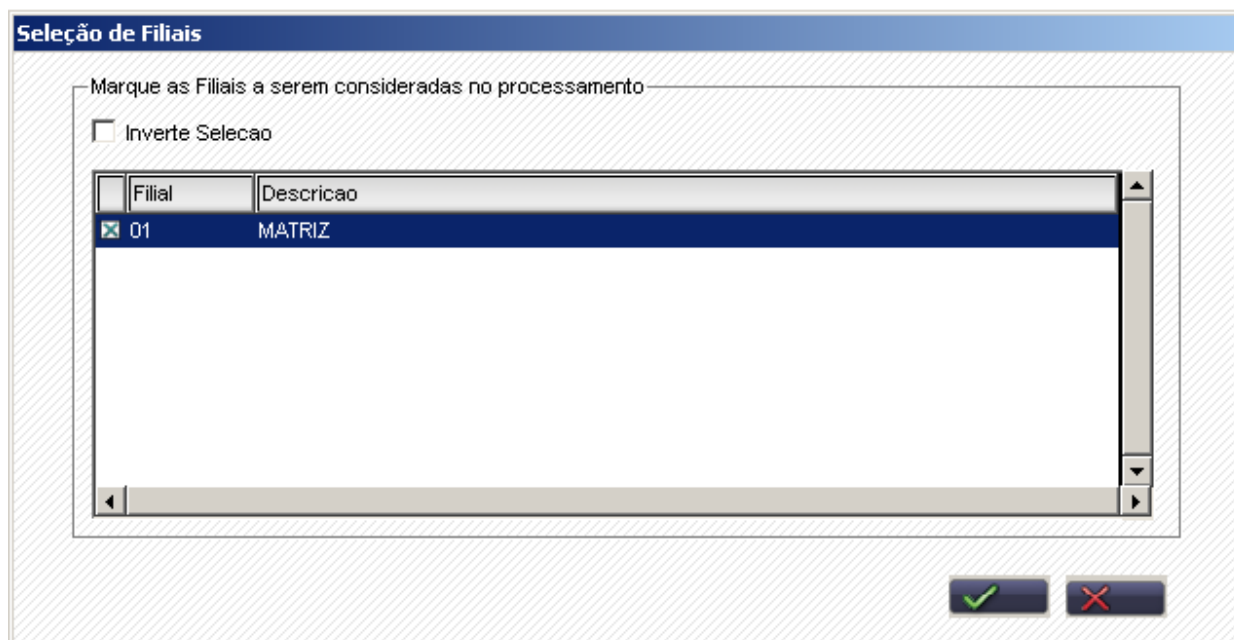 Seleção de Filiais
Marque as Filiais a serem consideradas no processamento
Inverte Selecao
Filial Descricao
01 MATRIZ